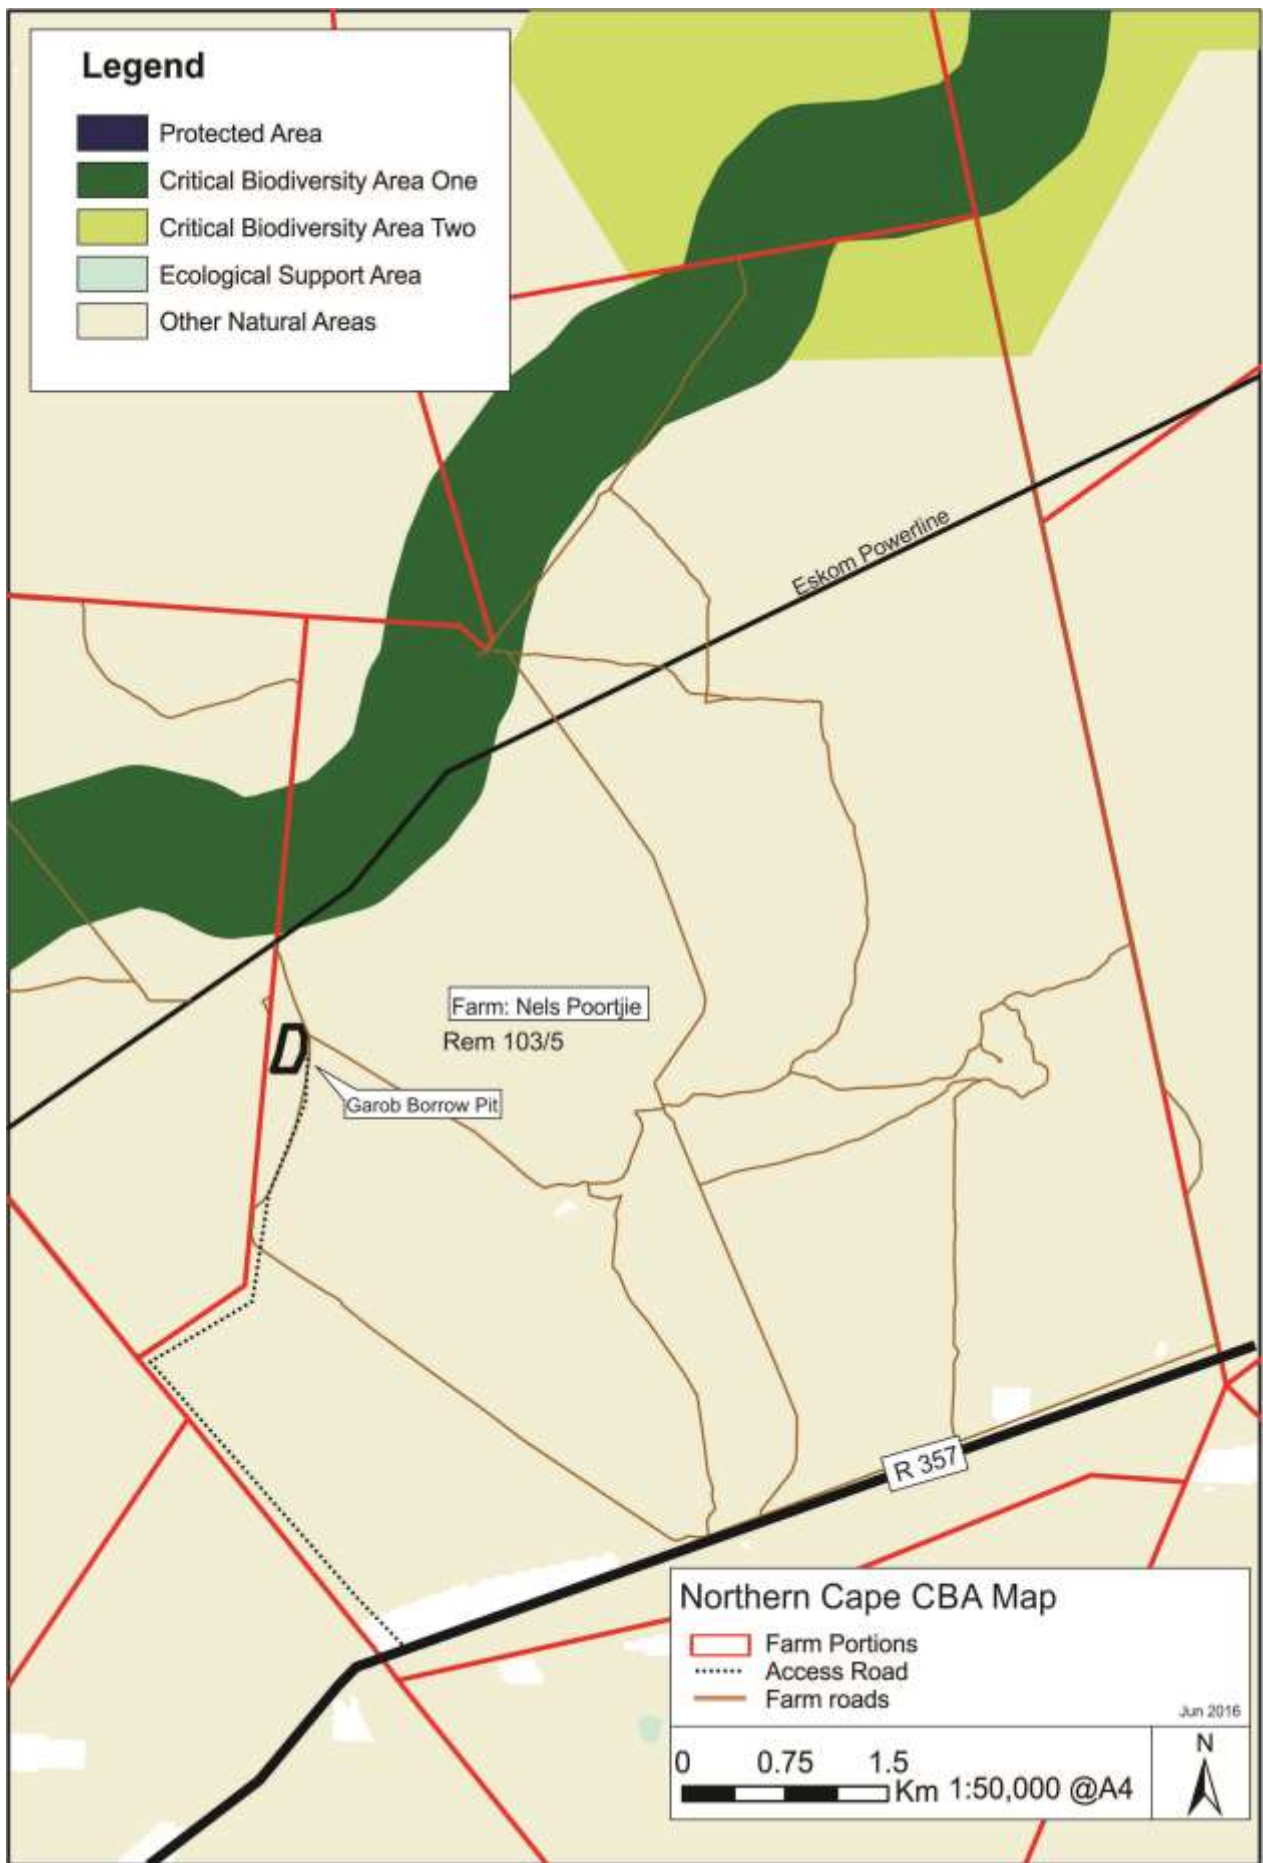 Legend
Protected Area
Critical Biodiversity Area One
Critical Biodiversity Area Two
Ecological Support Area
Other Natural Areas
Eskom Powerline
Farm: Nels Poortjie
Rem 103/5
Garob Borrow Pit
R 357
Northern Cape CBA Map
Farm Portions
Access Road
Farm roads
Jun 2016
0 0.75 1.5
Km 1:50,000 @A4
N